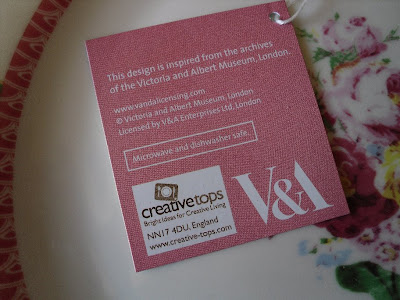 This design is inspired from the archives
of the Victoria and Albert Museum, London.
www.vandalicensing.com
© Victoria and Albert Museum, London
Licensed by V&A Enterprises Ltd, London
Microwave and dishwasher safe.
creativetops
Bright Ideas for Creative Living
NN17 4DU, England
www.creative-tops.com
V&A